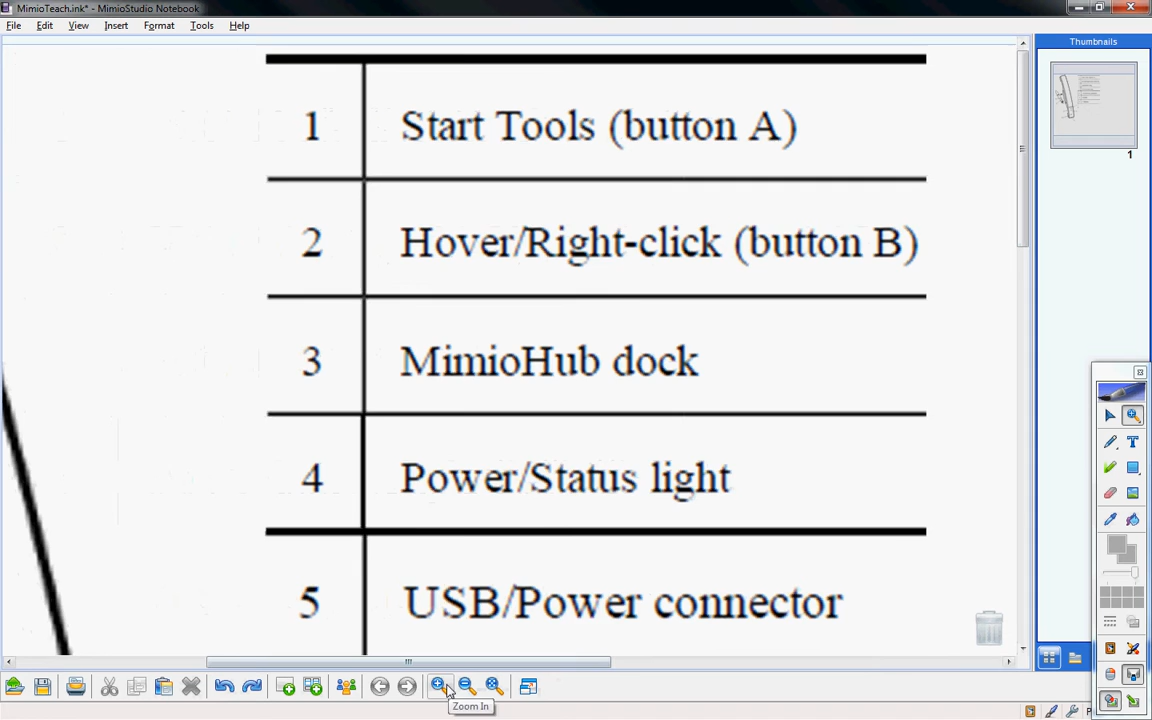 MimioTeach.ink* - MimioStudio Notebook
File Edit View Insert Format Tools Help
Thumbnails
1
1 Start Tools (button A)
2 Hover/Right-click (button B)
3 MimioHub dock
4 Power/Status light
5 USB/Power connector
Zoom In